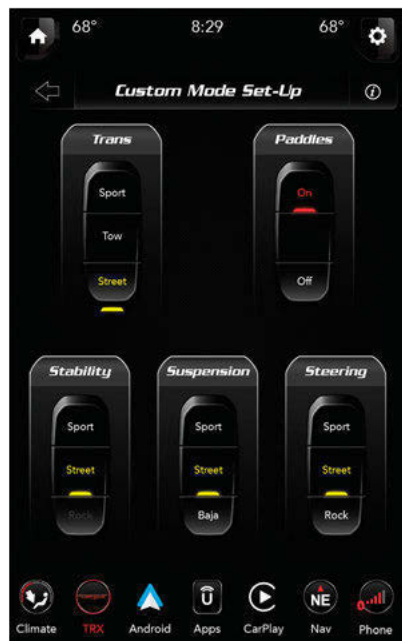 68° 8:29 68°
Custom Mode Set-Up
Trans
Sport
Tow
Street
Paddles
On
Off
Stability
Sport
Street
Rock
Suspension
Sport
Street
Baja
Steering
Sport
Street
Rock
NE
Climate TRX Android Apps CarPlay Nav Phone